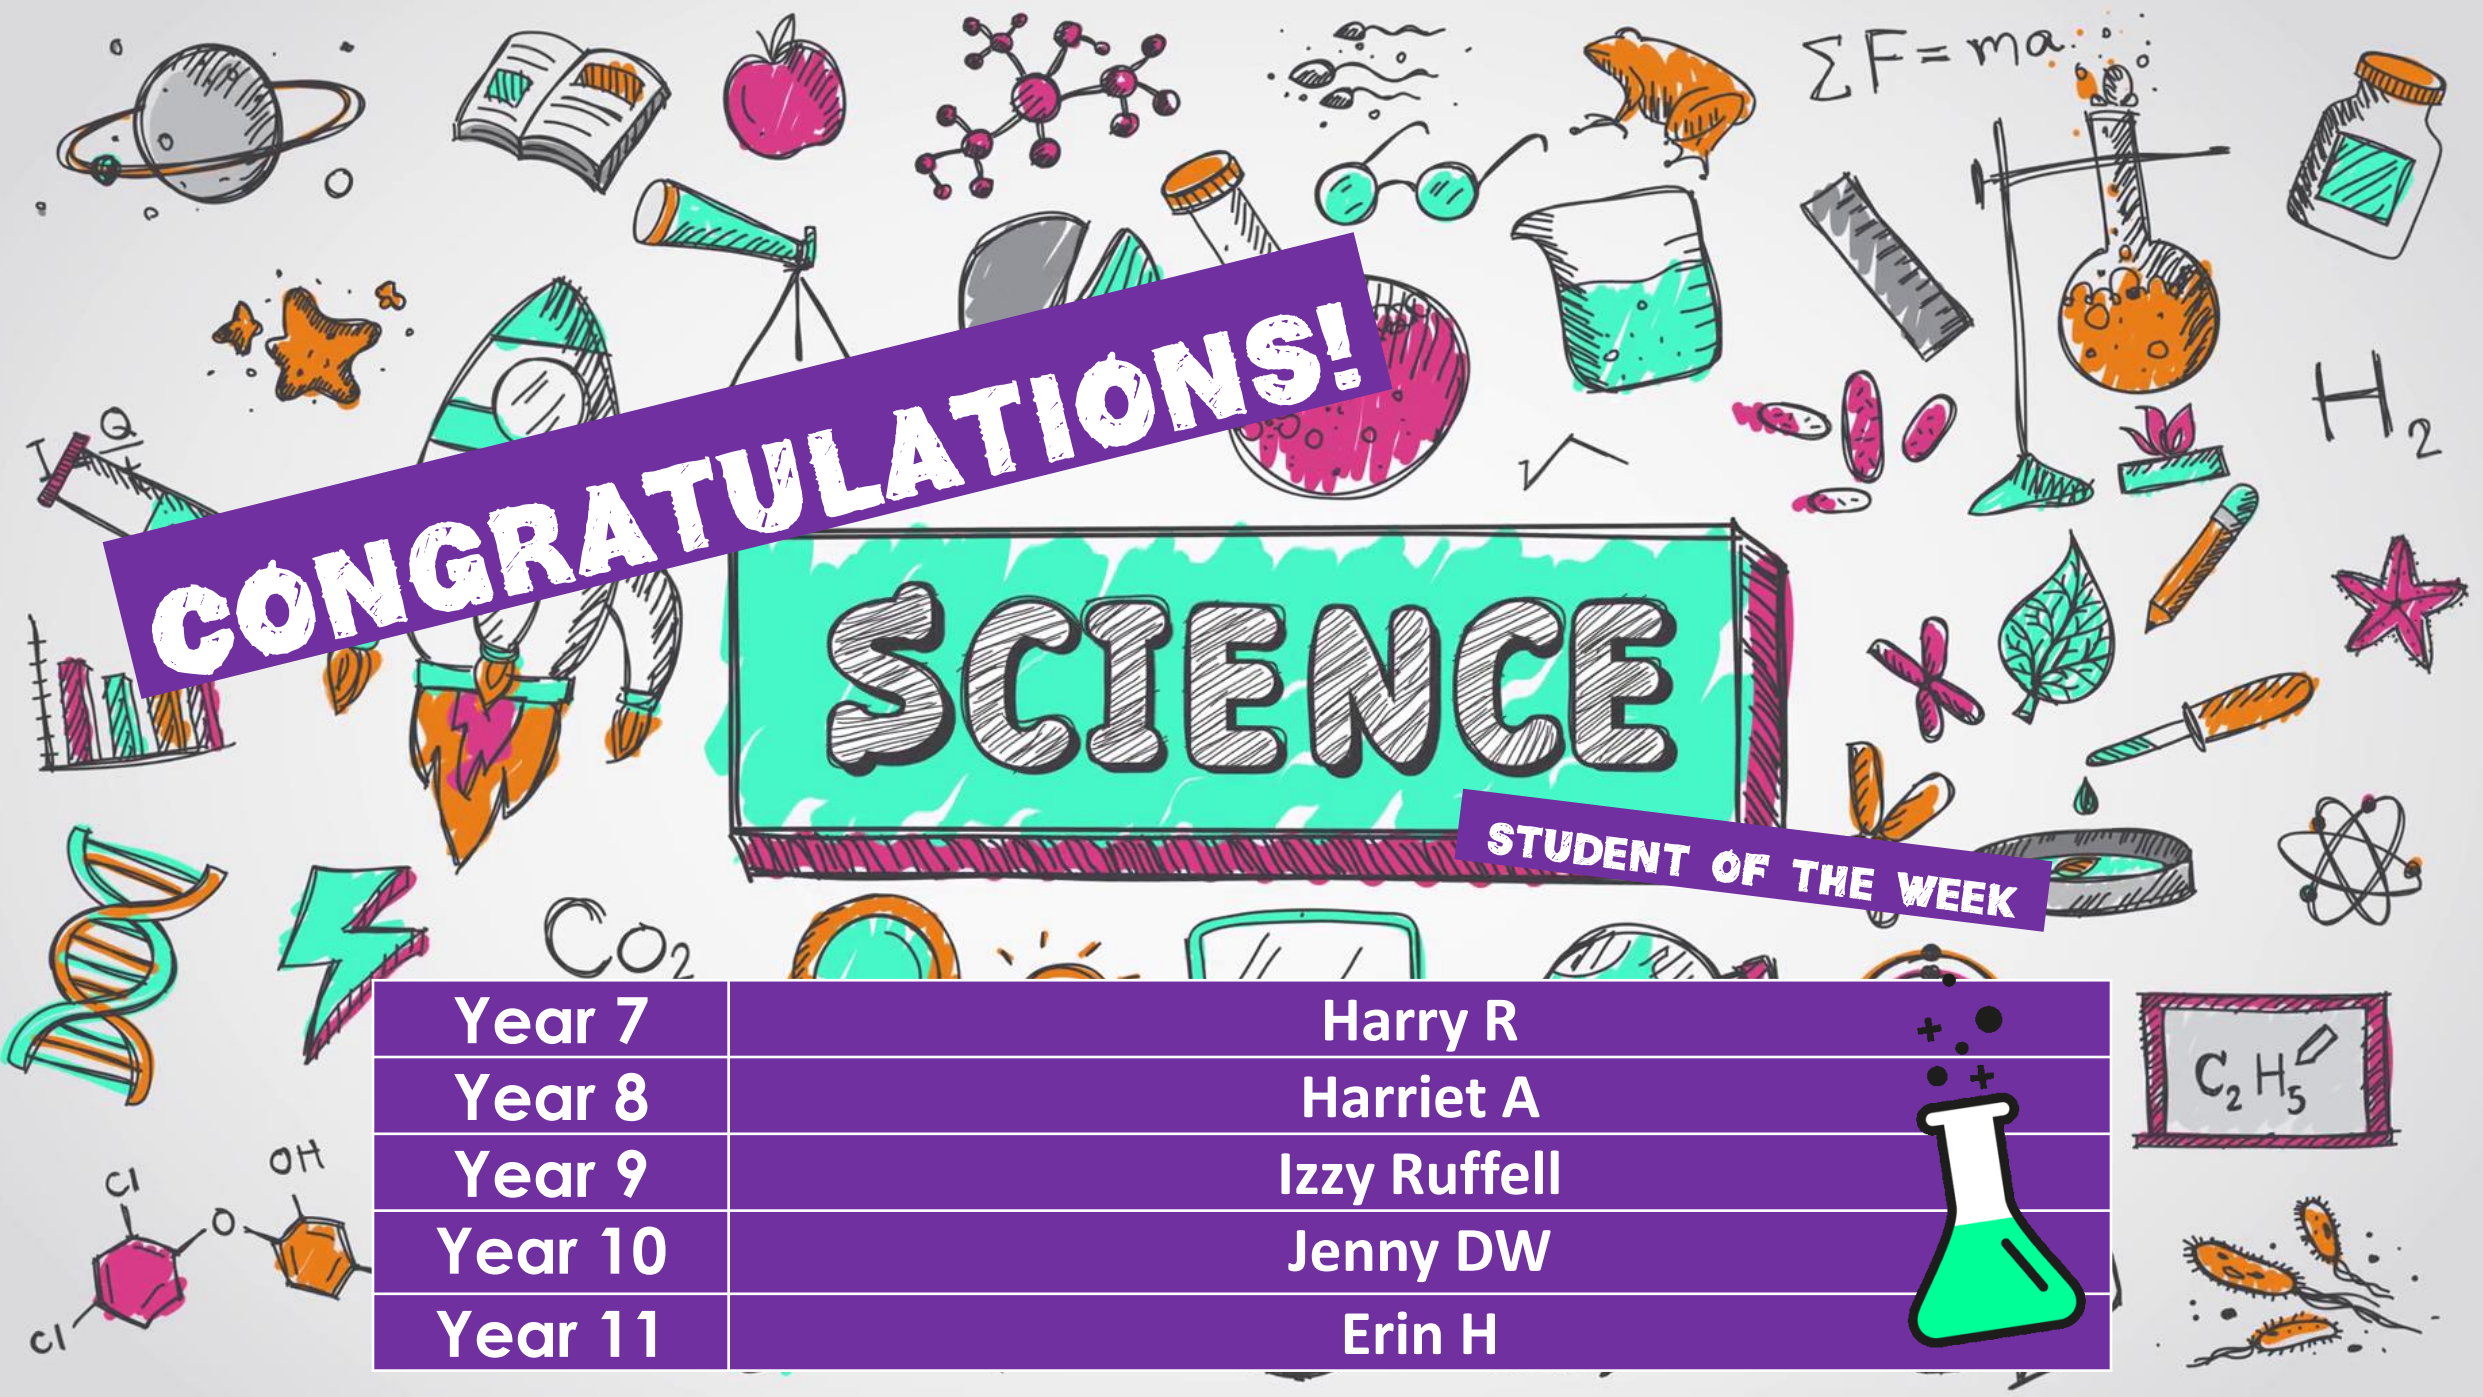 ΣF = ma
H2
I Q
CONGRATULATIONS!
SCIENCE
STUDENT OF THE WEEK
CO2
Year 7 Harry R
Year 8 Harriet A
Year 9 Izzy Ruffell
Year 10 Jenny DW
Year 11 Erin H
C2H5
OH
Cl
O
Cl